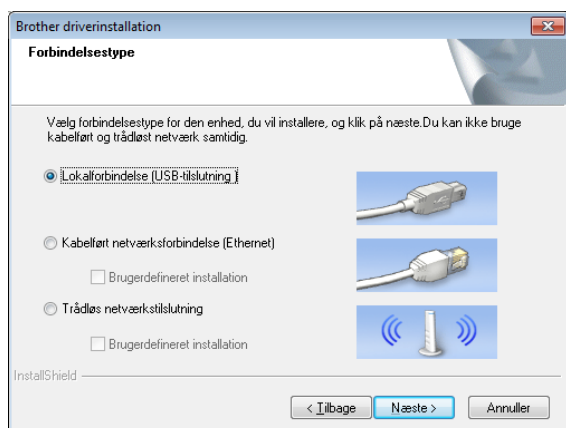 Brother driverinstallation
Forbindelsestype
Vælg forbindelsestype for den enhed, du vil installere, og klik på næste.Du kan ikke bruge
kabelført og trådløst netværk samtidig.
Lokalforbindelse (USB-tilslutning )
Kabelført netværksforbindelse (Ethernet)
Brugerdefineret installation
Trådløs netværkstilslutning
Brugerdefineret installation
InstallShield
< Tilbage Næste > Annuller